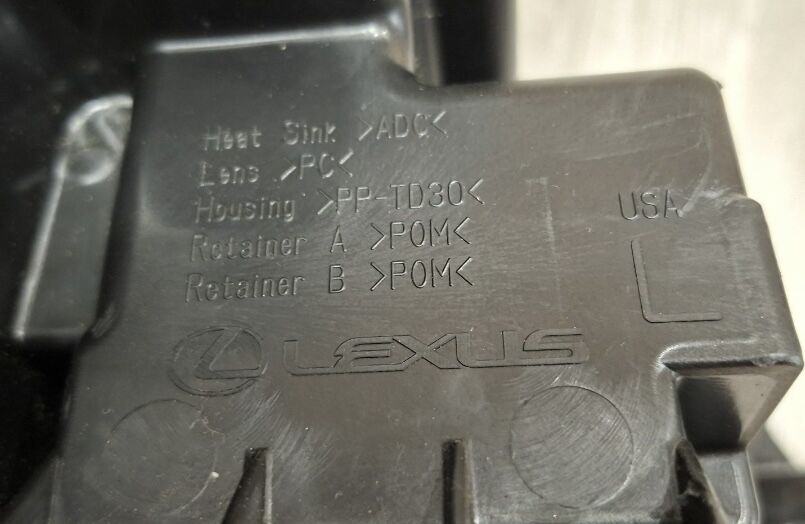 Heat Sink >ADC<
Lens >PC<
Housing >PP-TD30<
Retainer A >POM<
Retainer B >POM<
USA
L
LEXUS